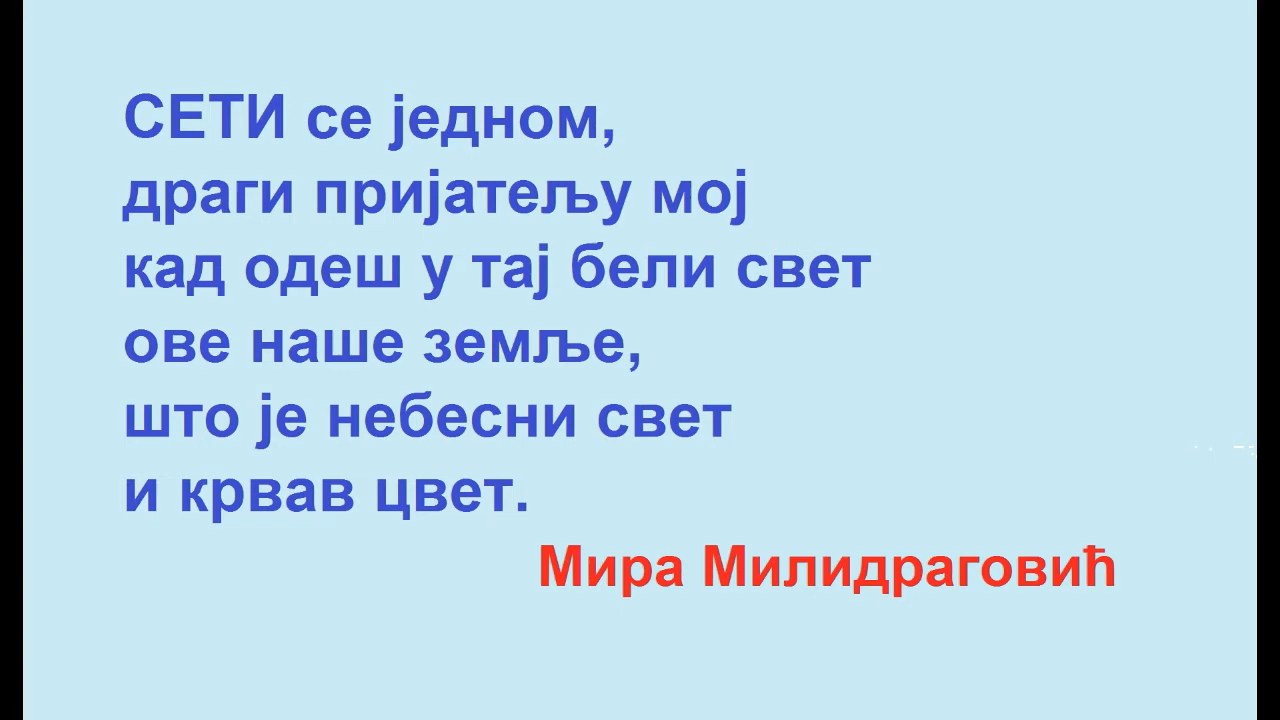 СЕТИ се једном,
драги пријатељу мој
кад одеш у тај бели свет
ове наше земље,
што је небесни свет
и крвав цвет.
Мира Милидраговић